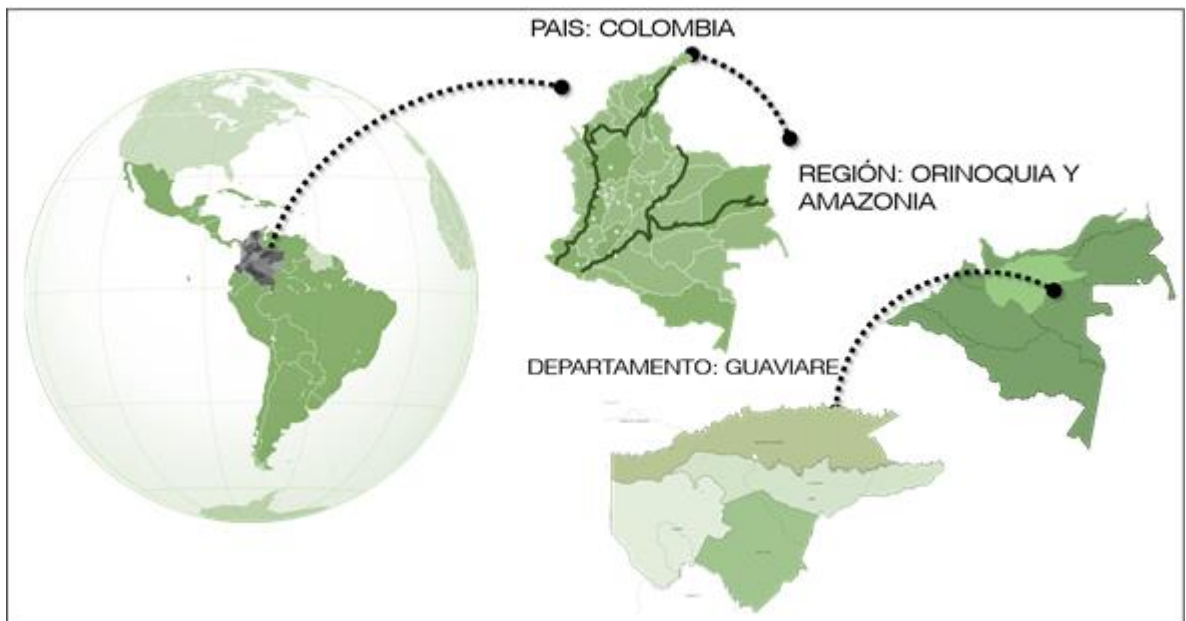 PAIS: COLOMBIA
REGIÓN: ORINOQUIA Y
AMAZONIA
DEPARTAMENTO: GUAVIARE